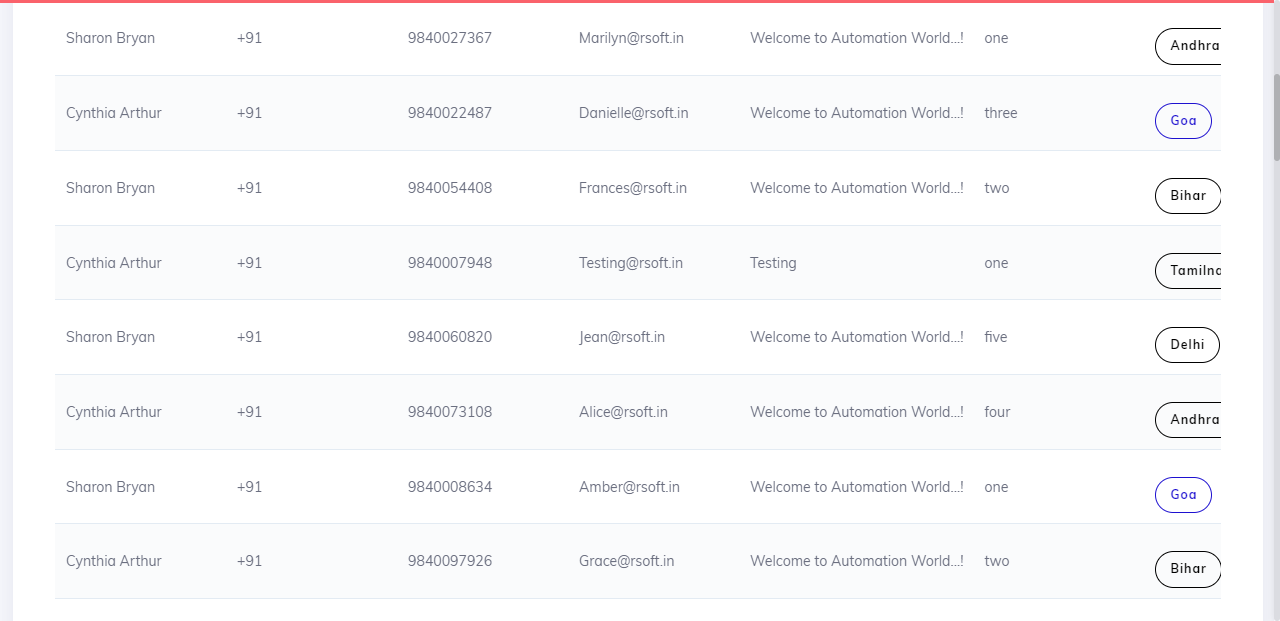 Sharon Bryan +91 9840027367 Marilyn@rsoft.in Welcome to Automation World...! one Andhra
Cynthia Arthur +91 9840022487 Danielle@rsoft.in Welcome to Automation World...! three Goa
Sharon Bryan +91 9840054408 Frances@rsoft.in Welcome to Automation World...! two Bihar
Cynthia Arthur +91 9840007948 Testing@rsoft.in Testing one Tamilna
Sharon Bryan +91 9840060820 Jean@rsoft.in Welcome to Automation World...! five Delhi
Cynthia Arthur +91 9840073108 Alice@rsoft.in Welcome to Automation World...! four Andhra
Sharon Bryan +91 9840008634 Amber@rsoft.in Welcome to Automation World...! one Goa
Cynthia Arthur +91 9840097926 Grace@rsoft.in Welcome to Automation World...! two Bihar